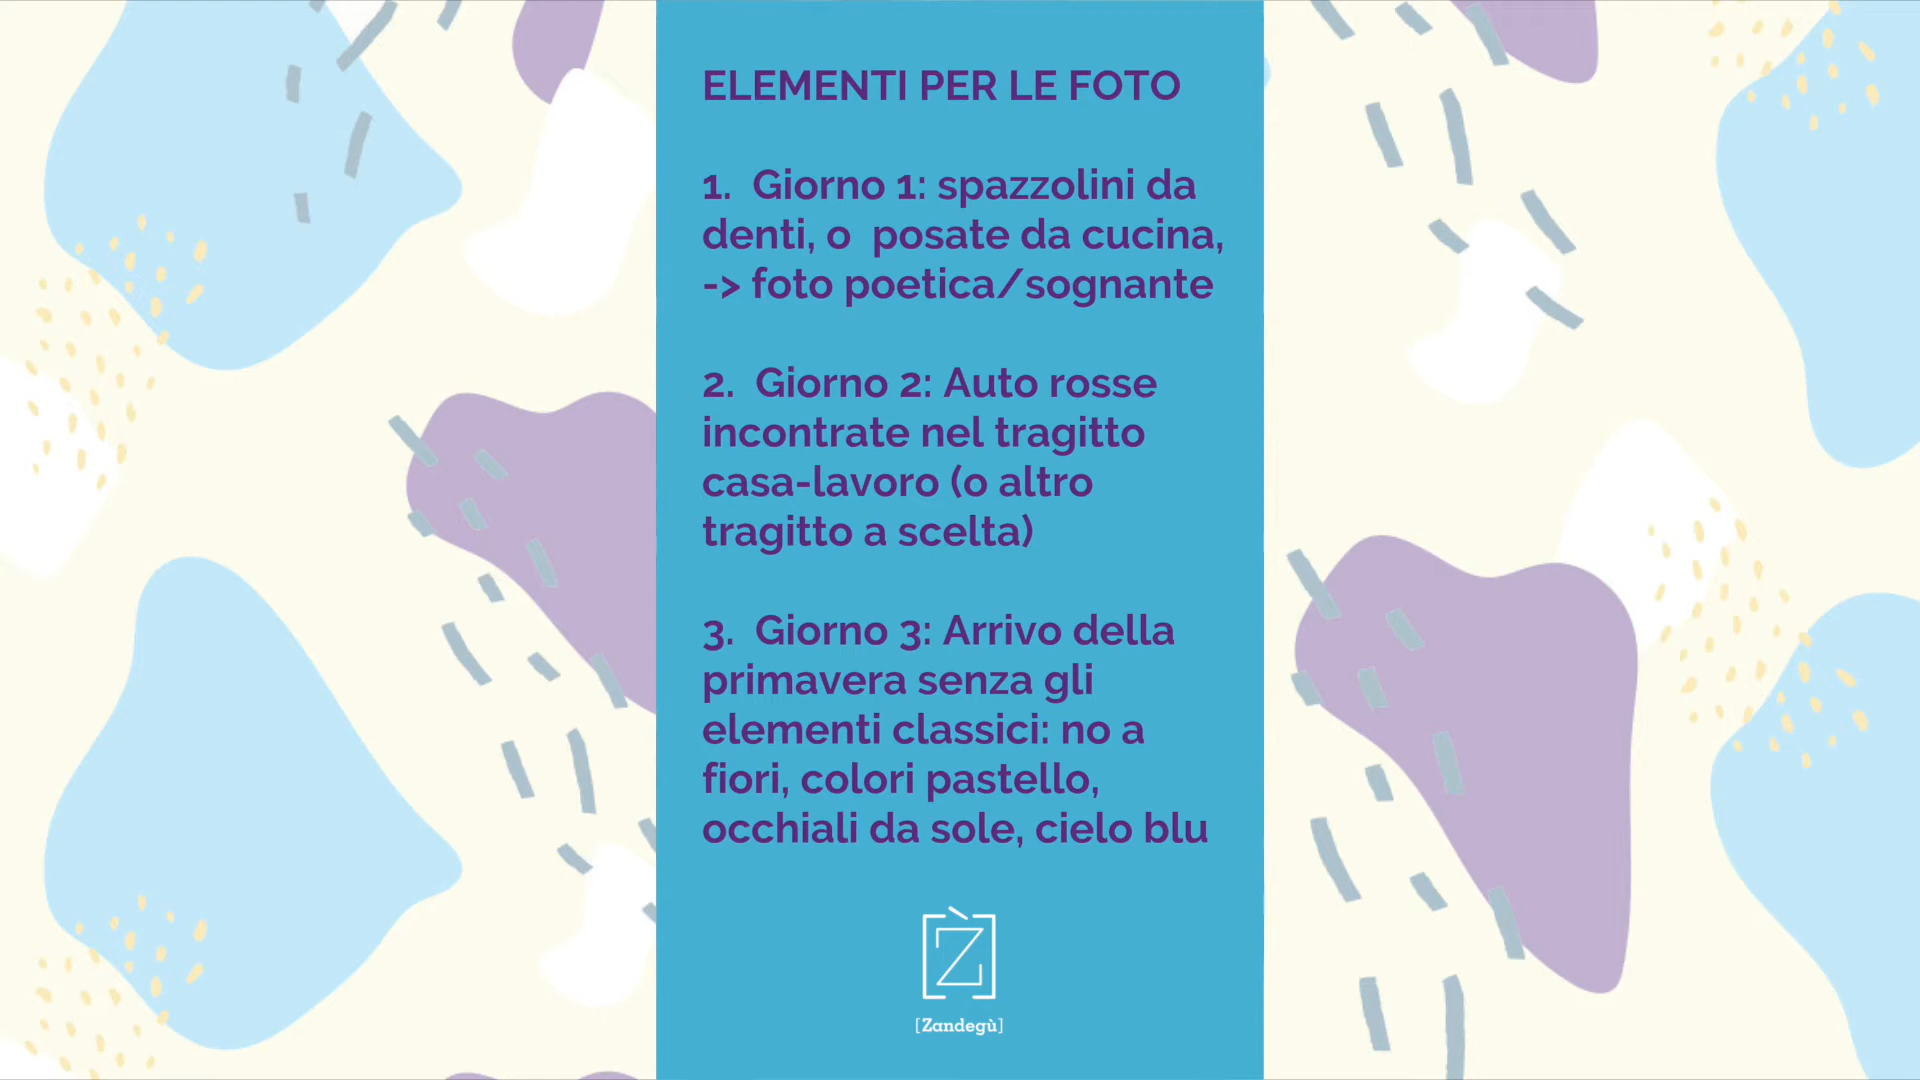 ELEMENTI PER LE FOTO
1. Giorno 1: spazzolini da
denti, o posate da cucina,
-> foto poetica/sognante
2. Giorno 2: Auto rosse
incontrate nel tragitto
casa-lavoro (o altro
tragitto a scelta)
3. Giorno 3: Arrivo della
primavera senza gli
elementi classici: no a
fiori, colori pastello,
occhiali da sole, cielo blu
[Z̀]
[Zandegù]